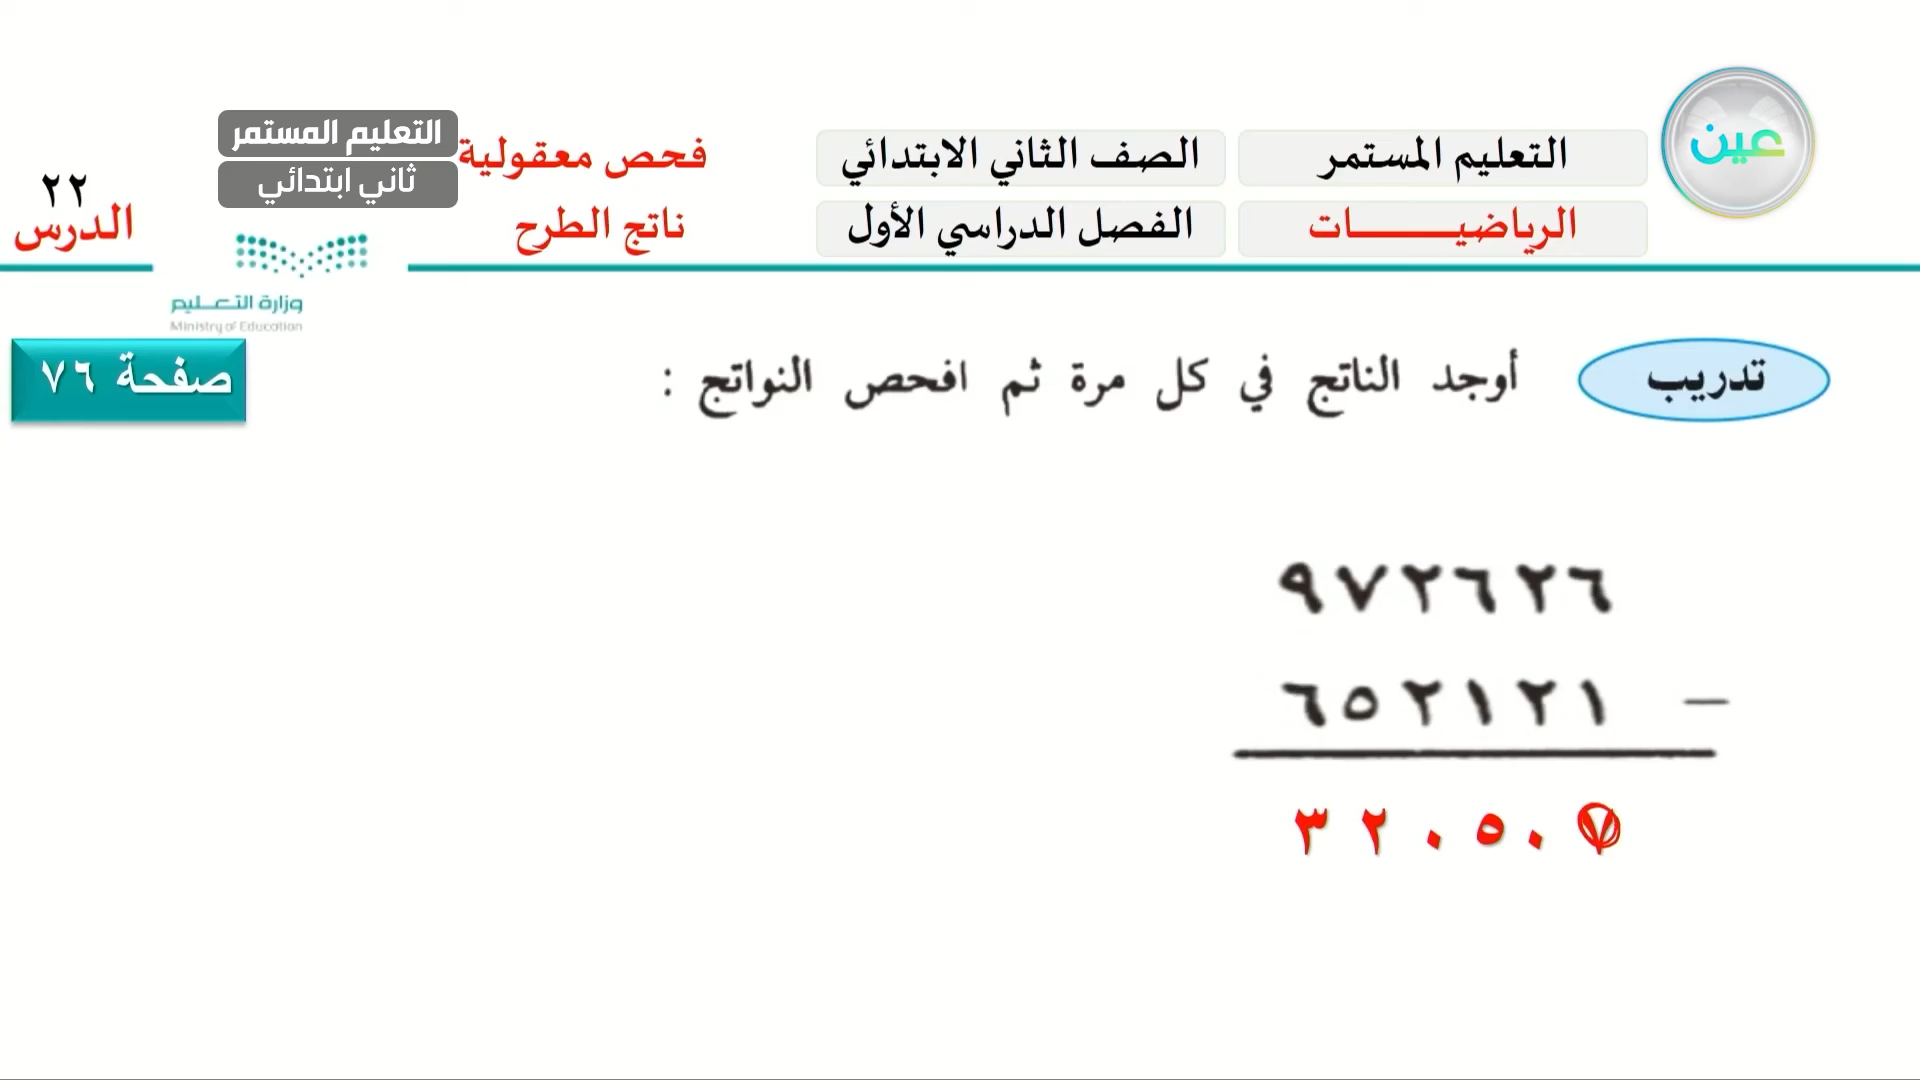 عين
التعليم المستمر
الصف الثاني الابتدائي
فحص معقولية
التعليم المستمر
ثاني ابتدائي
٢٢
الرياضيـــــات
الفصل الدراسي الأول
ناتج الطرح
الدرس
وزارة التعليم
Ministry of Education
تدريب
أوجد الناتج في كل مرة ثم افحص النواتج :
صفحة ٧٦
٩٧٢٦٢٦
٦٥٢١٢١ −
٣٢٠٥٠٧